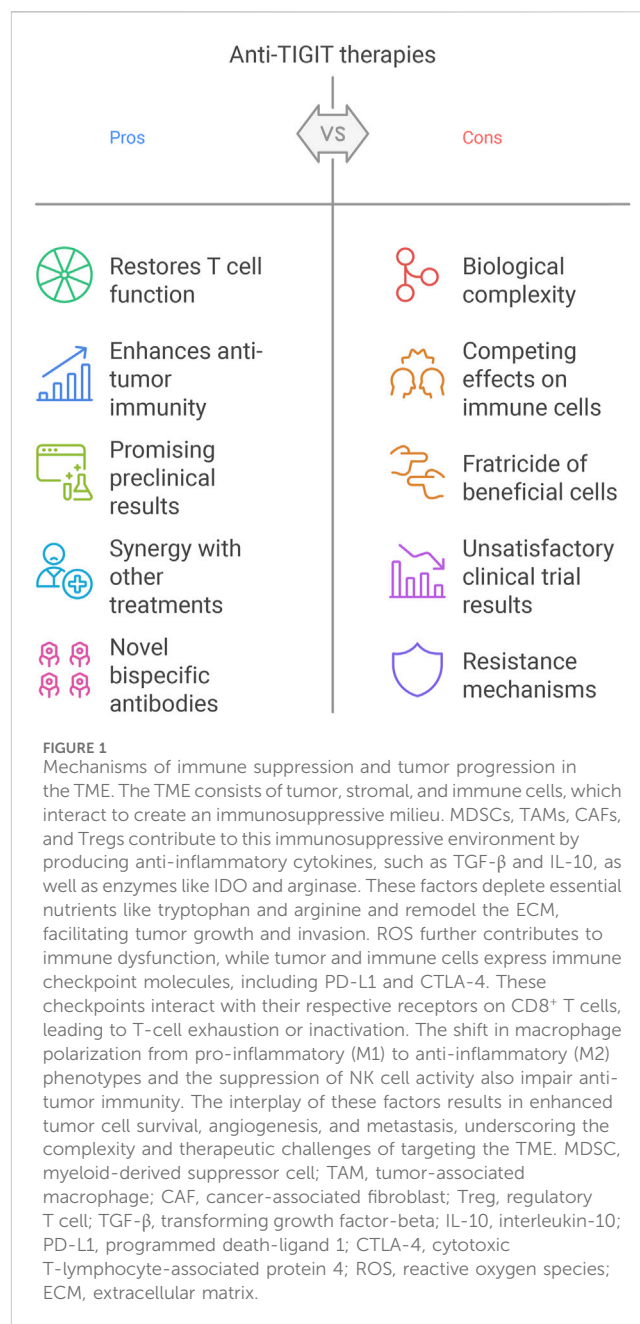 Anti-TIGIT therapies
Pros
VS
Cons
Restores T cell
function
Enhances anti-
tumor
immunity
Promising
preclinical
results
Synergy with
other
treatments
Novel
bispecific
antibodies
Biological
complexity
Competing
effects on
immune cells
Fratricide of
beneficial cells
Unsatisfactory
clinical trial
results
Resistance
mechanisms
FIGURE 1
Mechanisms of immune suppression and tumor progression in
the TME. The TME consists of tumor, stromal, and immune cells, which
interact to create an immunosuppressive milieu. MDSCs, TAMs, CAFs,
and Tregs contribute to this immunosuppressive environment by
producing anti-inflammatory cytokines, such as TGF-β and IL-10, as
well as enzymes like IDO and arginase. These factors deplete essential
nutrients like tryptophan and arginine and remodel the ECM,
facilitating tumor growth and invasion. ROS further contributes to
immune dysfunction, while tumor and immune cells express immune
checkpoint molecules, including PD-L1 and CTLA-4. These
checkpoints interact with their respective receptors on CD8⁺ T cells,
leading to T-cell exhaustion or inactivation. The shift in macrophage
polarization from pro-inflammatory (M1) to anti-inflammatory (M2)
phenotypes and the suppression of NK cell activity also impair anti-
tumor immunity. The interplay of these factors results in enhanced
tumor cell survival, angiogenesis, and metastasis, underscoring the
complexity and therapeutic challenges of targeting the TME. MDSC,
myeloid-derived suppressor cell; TAM, tumor-associated
macrophage; CAF, cancer-associated fibroblast; Treg, regulatory
T cell; TGF-β, transforming growth factor-beta; IL-10, interleukin-10;
PD-L1, programmed death-ligand 1; CTLA-4, cytotoxic
T-lymphocyte-associated protein 4; ROS, reactive oxygen species;
ECM, extracellular matrix.